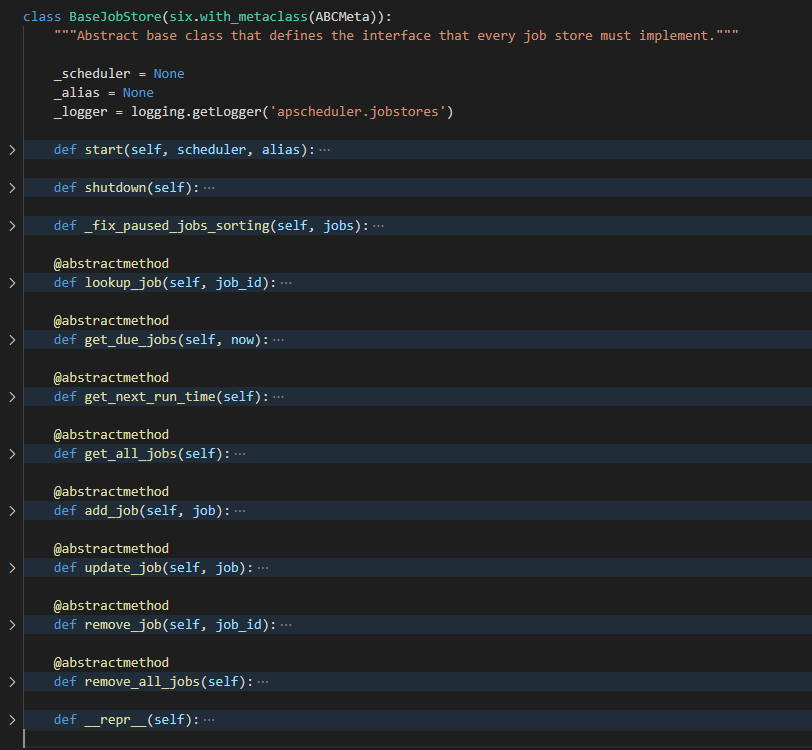 class BaseJobStore(six.with_metaclass(ABCMeta)):
"""Abstract base class that defines the interface that every job store must implement."""
_scheduler = None
_alias = None
_logger = logging.getLogger('apscheduler.jobstores')
def start(self, scheduler, alias):···
def shutdown(self):···
def _fix_paused_jobs_sorting(self, jobs):···
@abstractmethod
def lookup_job(self, job_id):···
@abstractmethod
def get_due_jobs(self, now):···
@abstractmethod
def get_next_run_time(self):···
@abstractmethod
def get_all_jobs(self):···
@abstractmethod
def add_job(self, job):···
@abstractmethod
def update_job(self, job):···
@abstractmethod
def remove_job(self, job_id):···
@abstractmethod
def remove_all_jobs(self):···
def __repr__(self):···